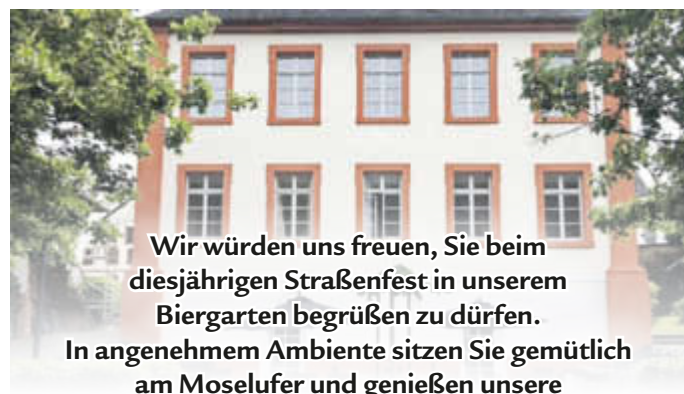 Wir würden uns freuen, Sie beim
diesjährigen Straßenfest in unserem
Biergarten begrüßen zu dürfen.
In angenehmem Ambiente sitzen Sie gemütlich
am Moselufer und genießen unsere